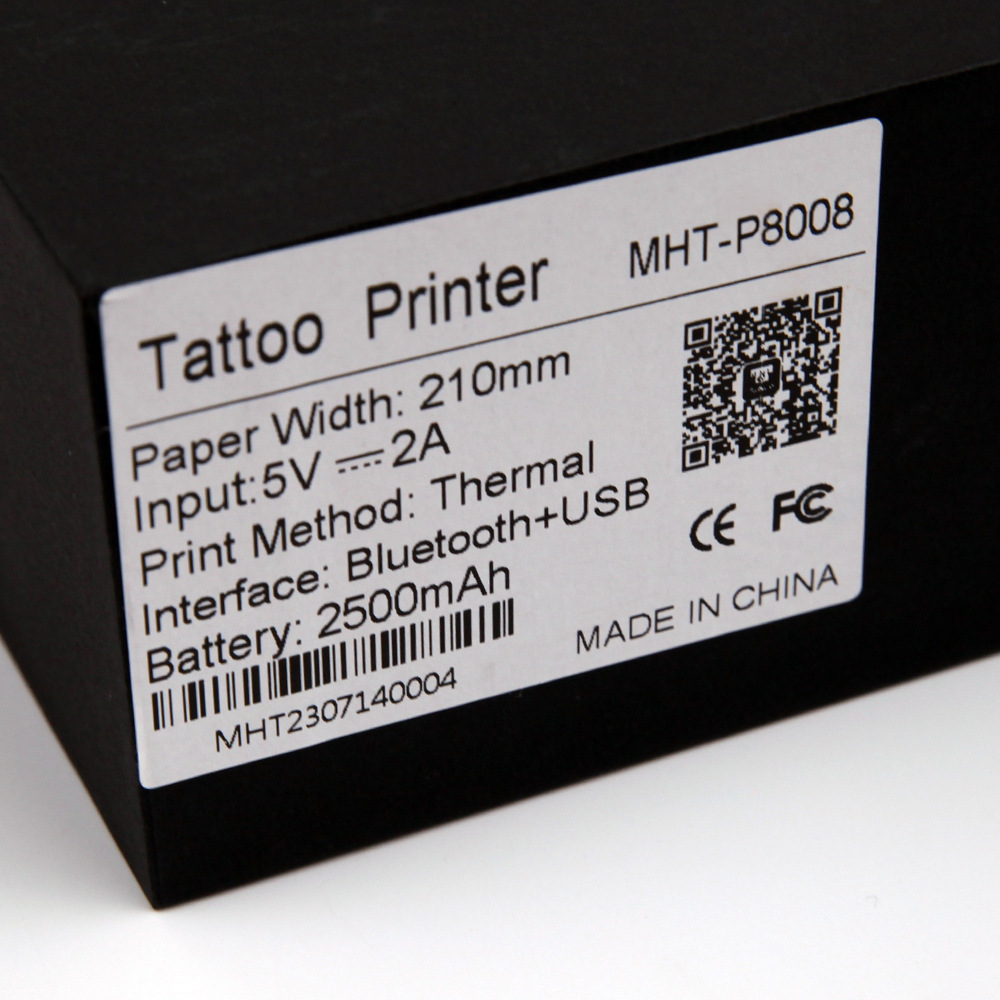 Tattoo Printer MHT-P8008
Paper Width: 210mm
Input:5V ⎓ 2A
Print Method: Thermal
Interface: Bluetooth+USB
Battery: 2500mAh
MHT2307140004
CE FC
MADE IN CHINA